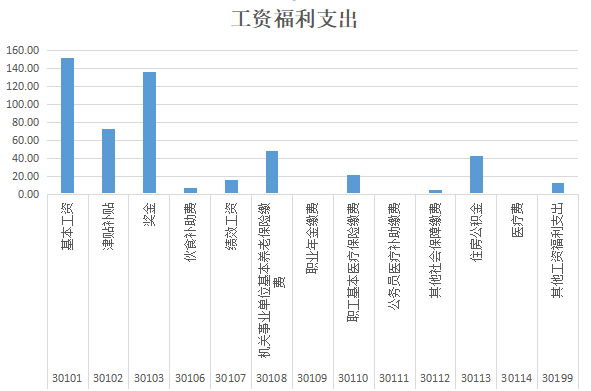 工资福利支出
160.00
140.00
120.00
100.00
80.00
60.00
40.00
20.00
0.00
基本工资
津贴补贴
奖金
伙食补助费
绩效工资
机关事业单位基本养老保险缴
费
职业年金缴费
职工基本医疗保险缴费
公务员医疗补助缴费
其他社会保障缴费
住房公积金
医疗费
其他工资福利支出
30101 30102 30103 30106 30107 30108 30109 30110 30111 30112 30113 30114 30199